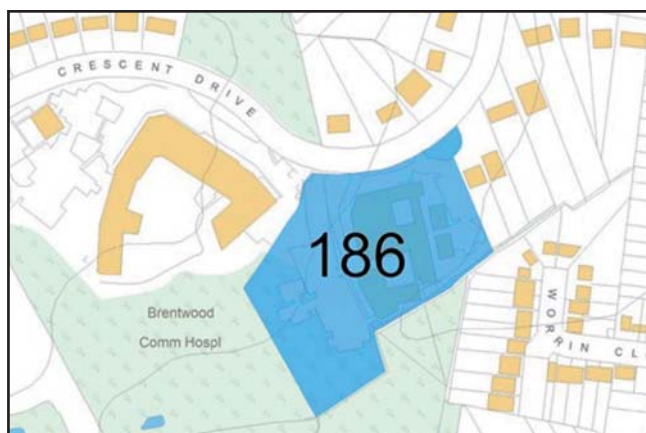 CRESCENT DRIVE
186
Brentwood
Comm Hospl
WORRIN CL